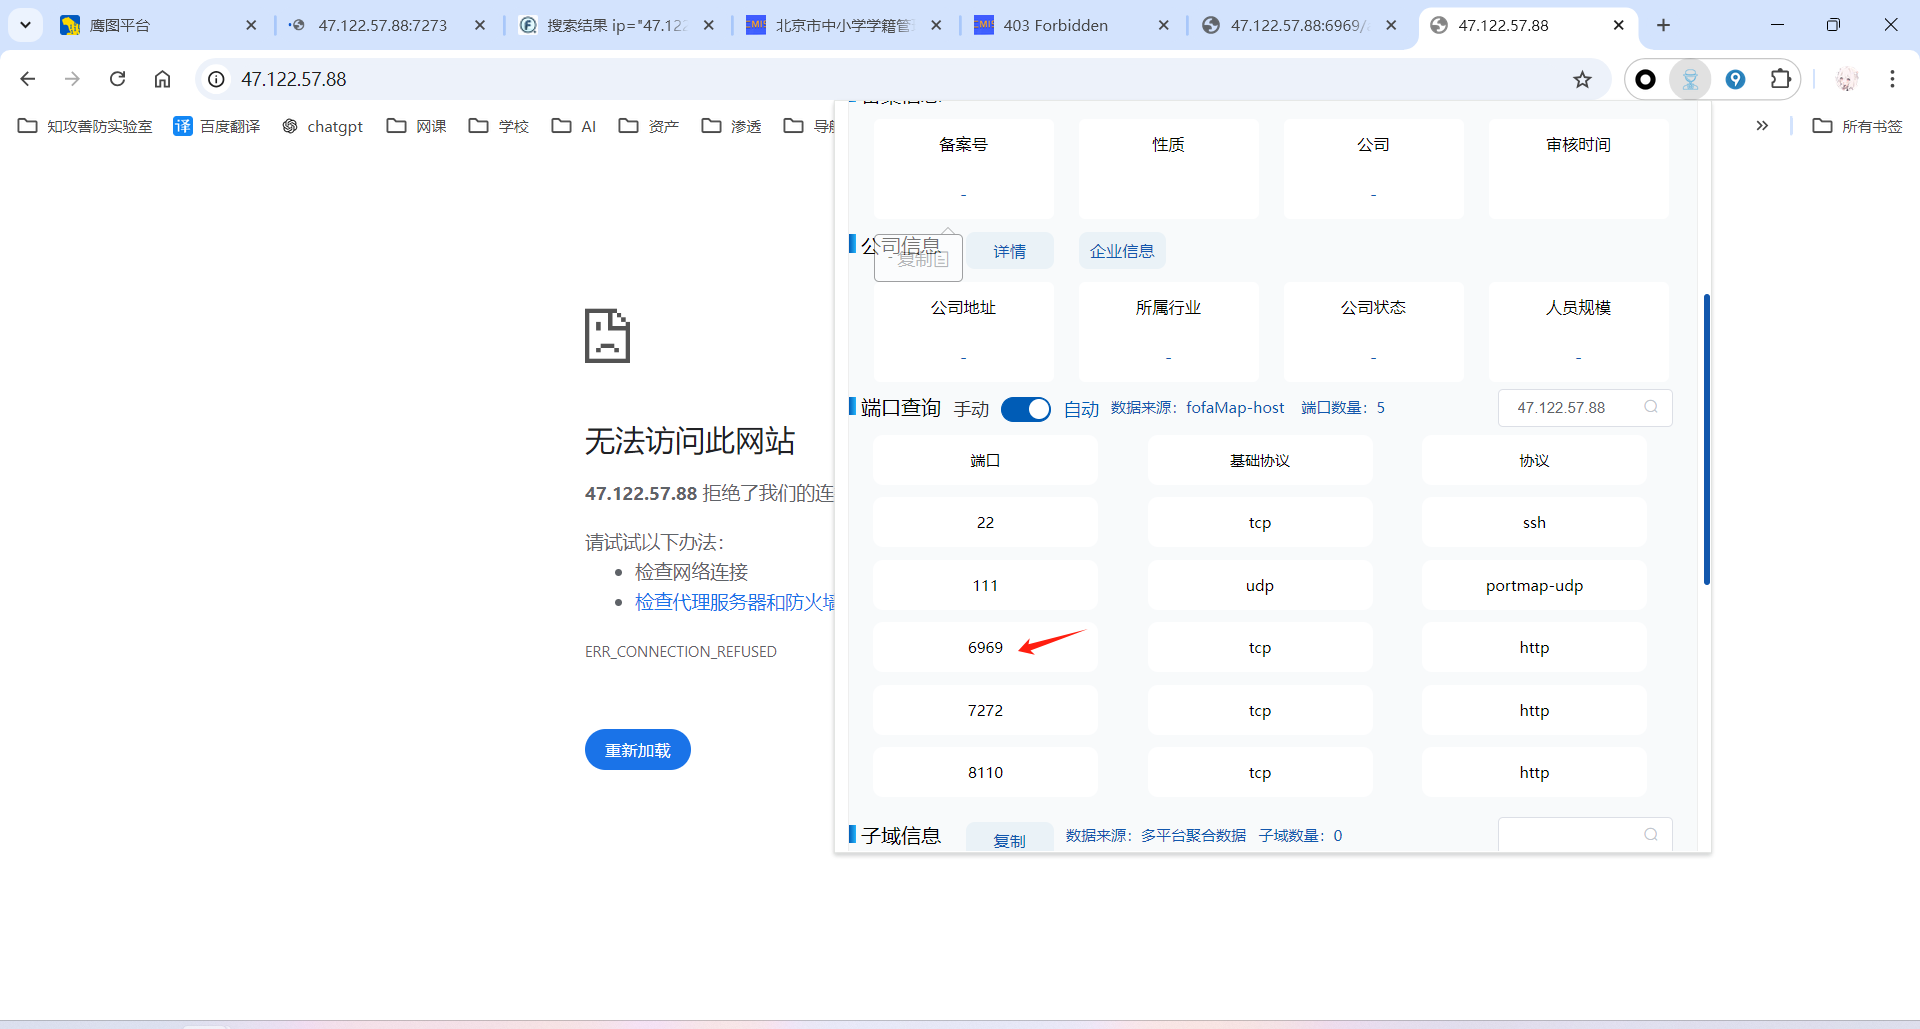 鹰图平台
47.122.57.88:7273
搜索结果 ip="47.122
北京市中小学学籍管
403 Forbidden
47.122.57.88:6969/
47.122.57.88
47.122.57.88
知攻善防实验室
百度翻译
chatgpt
网课
学校
AI
资产
渗透
导航
所有书签
备案信息
备案号
性质
公司
审核时间
-
-
公司信息
- 复制
详情
企业信息
公司地址
所属行业
公司状态
人员规模
-
-
-
-
端口查询
手动
自动
数据来源：fofaMap-host
端口数量：5
47.122.57.88
端口
基础协议
协议
22
tcp
ssh
111
udp
portmap-udp
6969
tcp
http
7272
tcp
http
8110
tcp
http
子域信息
复制
数据来源：多平台聚合数据
子域数量：0
无法访问此网站
47.122.57.88 拒绝了我们的连
请试试以下办法：
检查网络连接
检查代理服务器和防火墙
ERR_CONNECTION_REFUSED
重新加载